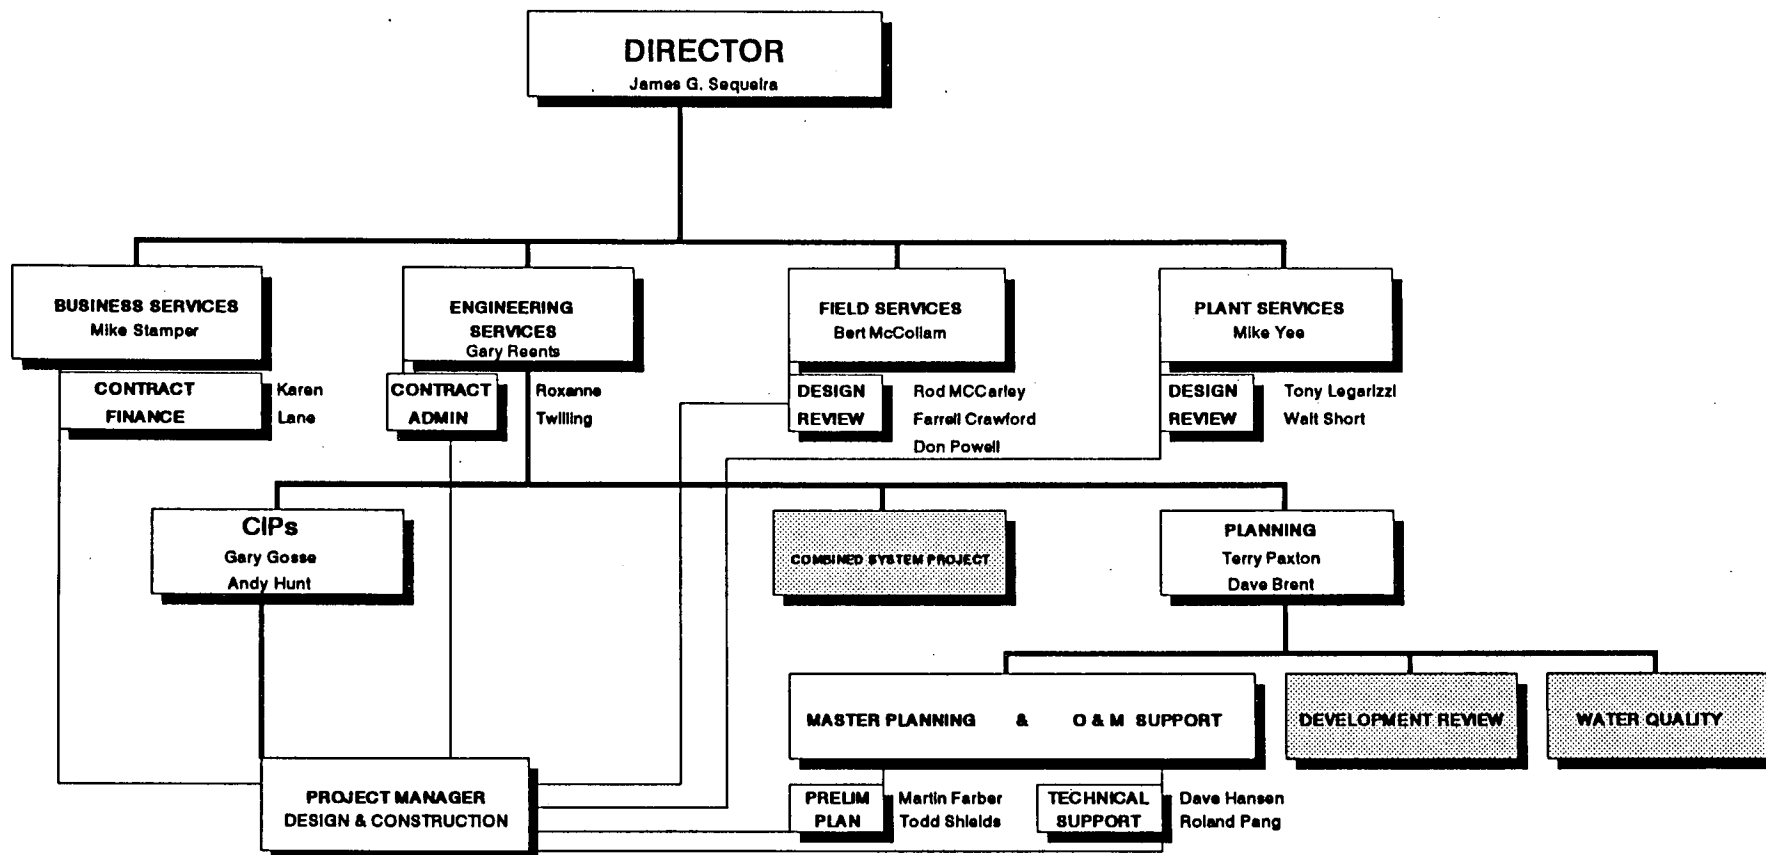 DIRECTOR
James G. Sequeira
BUSINESS SERVICES
Mike Stamper
ENGINEERING
SERVICES
Gary Reents
FIELD SERVICES
Bert McCollam
PLANT SERVICES
Mike Yee
CONTRACT
FINANCE
Karen
Lane
CONTRACT
ADMIN
Roxanne
Twilling
DESIGN
REVIEW
Rod MCCarley
Farrell Crawford
Don Powell
DESIGN
REVIEW
Tony Legarizzi
Walt Short
CIPs
Gary Gosse
Andy Hunt
COMBINED SYSTEM PROJECT
PLANNING
Terry Paxton
Dave Brent
MASTER PLANNING & O & M SUPPORT
DEVELOPMENT REVIEW
WATER QUALITY
PROJECT MANAGER
DESIGN & CONSTRUCTION
PRELIM
PLAN
Martin Farber
Todd Shields
TECHNICAL
SUPPORT
Dave Hansen
Roland Pang